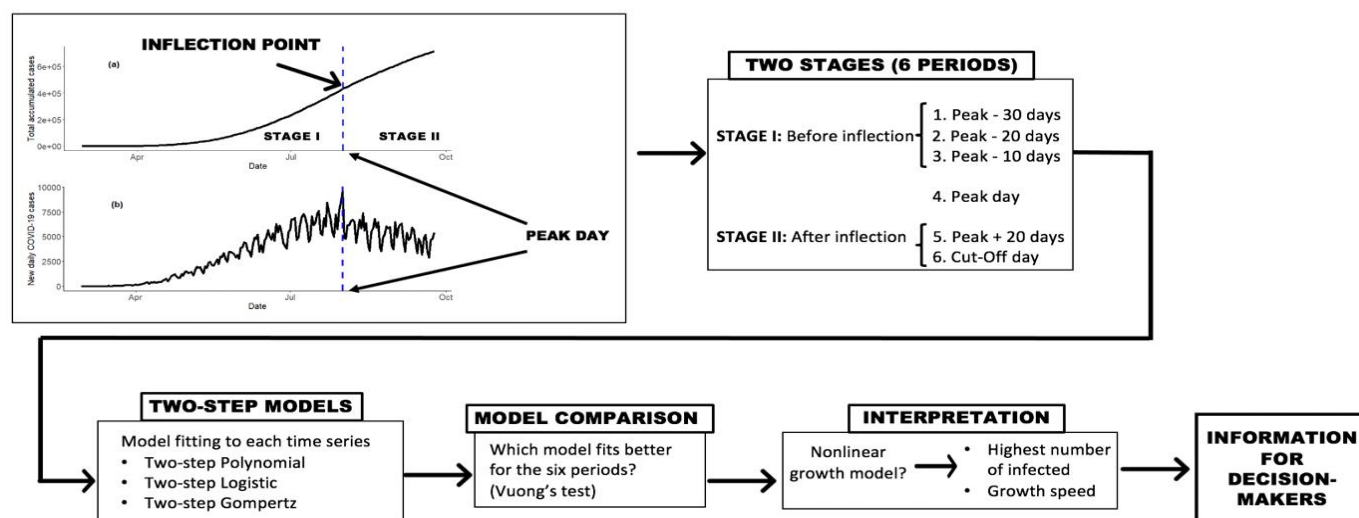 INFLECTION POINT
(a)
Total accumulated cases
6e+05
4e+05
2e+05
0e+00
STAGE I
STAGE II
Apr
Jul
Oct
Date
(b)
New daily COVID-19 cases
10000
7500
5000
2500
0
Apr
Jul
Oct
Date
PEAK DAY
TWO STAGES (6 PERIODS)
STAGE I: Before inflection
1. Peak - 30 days
2. Peak - 20 days
3. Peak - 10 days
4. Peak day
STAGE II: After inflection
5. Peak + 20 days
6. Cut-Off day
TWO-STEP MODELS
Model fitting to each time series
• Two-step Polynomial
• Two-step Logistic
• Two-step Gompertz
MODEL COMPARISON
Which model fits better
for the six periods?
(Vuong's test)
INTERPRETATION
Nonlinear
growth model?
• Highest number
of infected
• Growth speed
INFORMATION
FOR
DECISION-
MAKERS